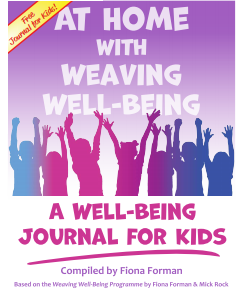 Free
Journal for Kids!
AT HOME
WITH
WEAVING
WELL-BEING
A WELL-BEING
JOURNAL FOR KIDS
Compiled by Fiona Forman
Based on the Weaving Well-Being Programme by Fiona Forman & Mick Rock